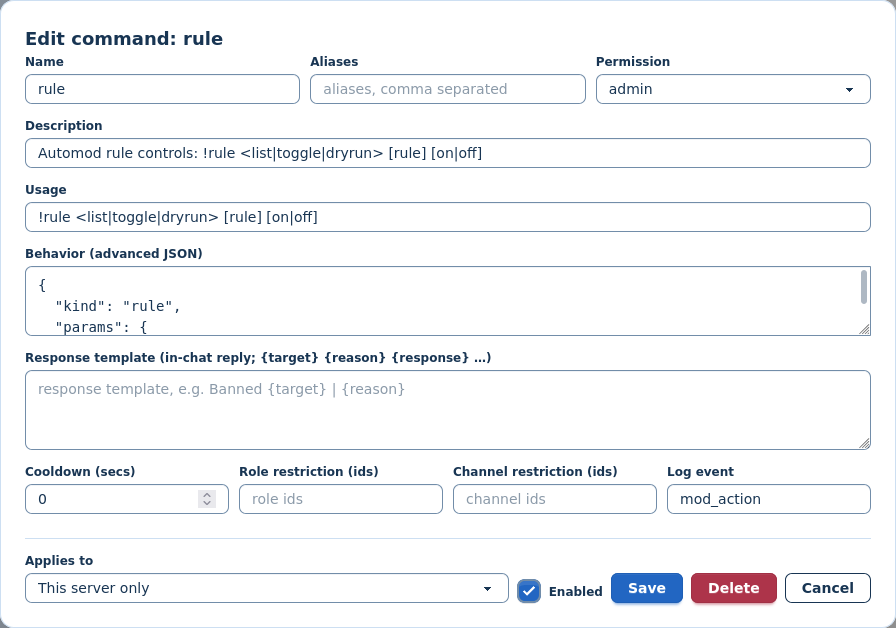 Edit command: rule
Name
Aliases
Permission
rule
aliases, comma separated
admin
Description
Automod rule controls: !rule <list|toggle|dryrun> [rule] [on|off]
Usage
!rule <list|toggle|dryrun> [rule] [on|off]
Behavior (advanced JSON)
{
"kind": "rule",
"params": {
Response template (in-chat reply; {target} {reason} {response} …)
response template, e.g. Banned {target} | {reason}
Cooldown (secs)
Role restriction (ids)
Channel restriction (ids)
Log event
0
role ids
channel ids
mod_action
Applies to
This server only
Enabled
Save
Delete
Cancel